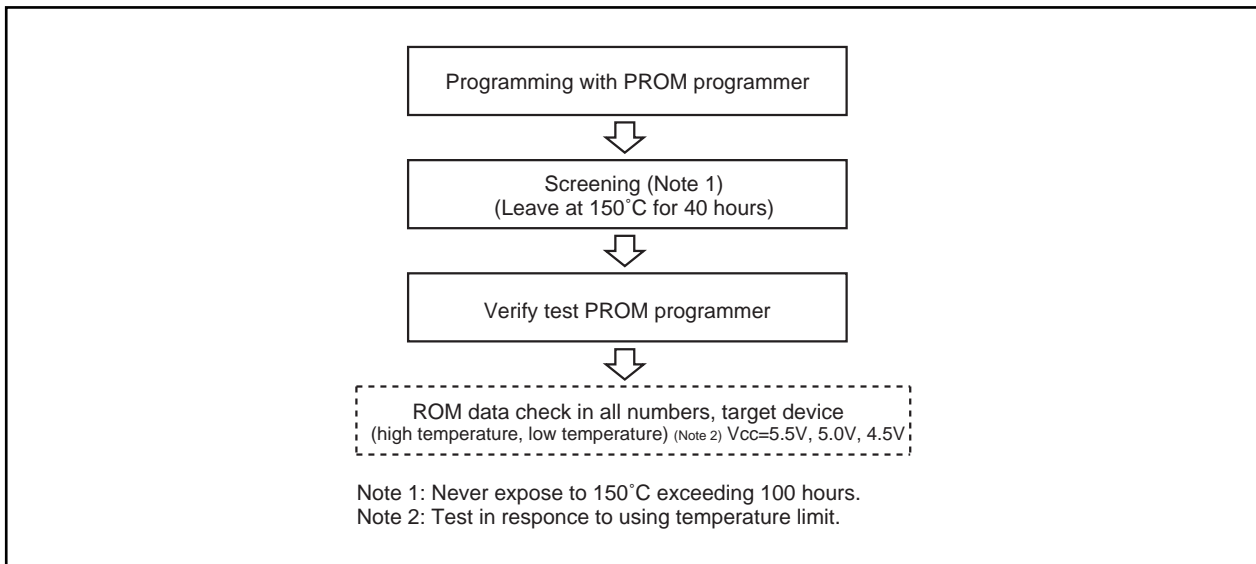 Programming with PROM programmer
Screening (Note 1)
(Leave at 150˚C for 40 hours)
Verify test PROM programmer
ROM data check in all numbers, target device
(high temperature, low temperature) (Note 2) Vcc=5.5V, 5.0V, 4.5V
Note 1: Never expose to 150˚C exceeding 100 hours.
Note 2: Test in responce to using temperature limit.